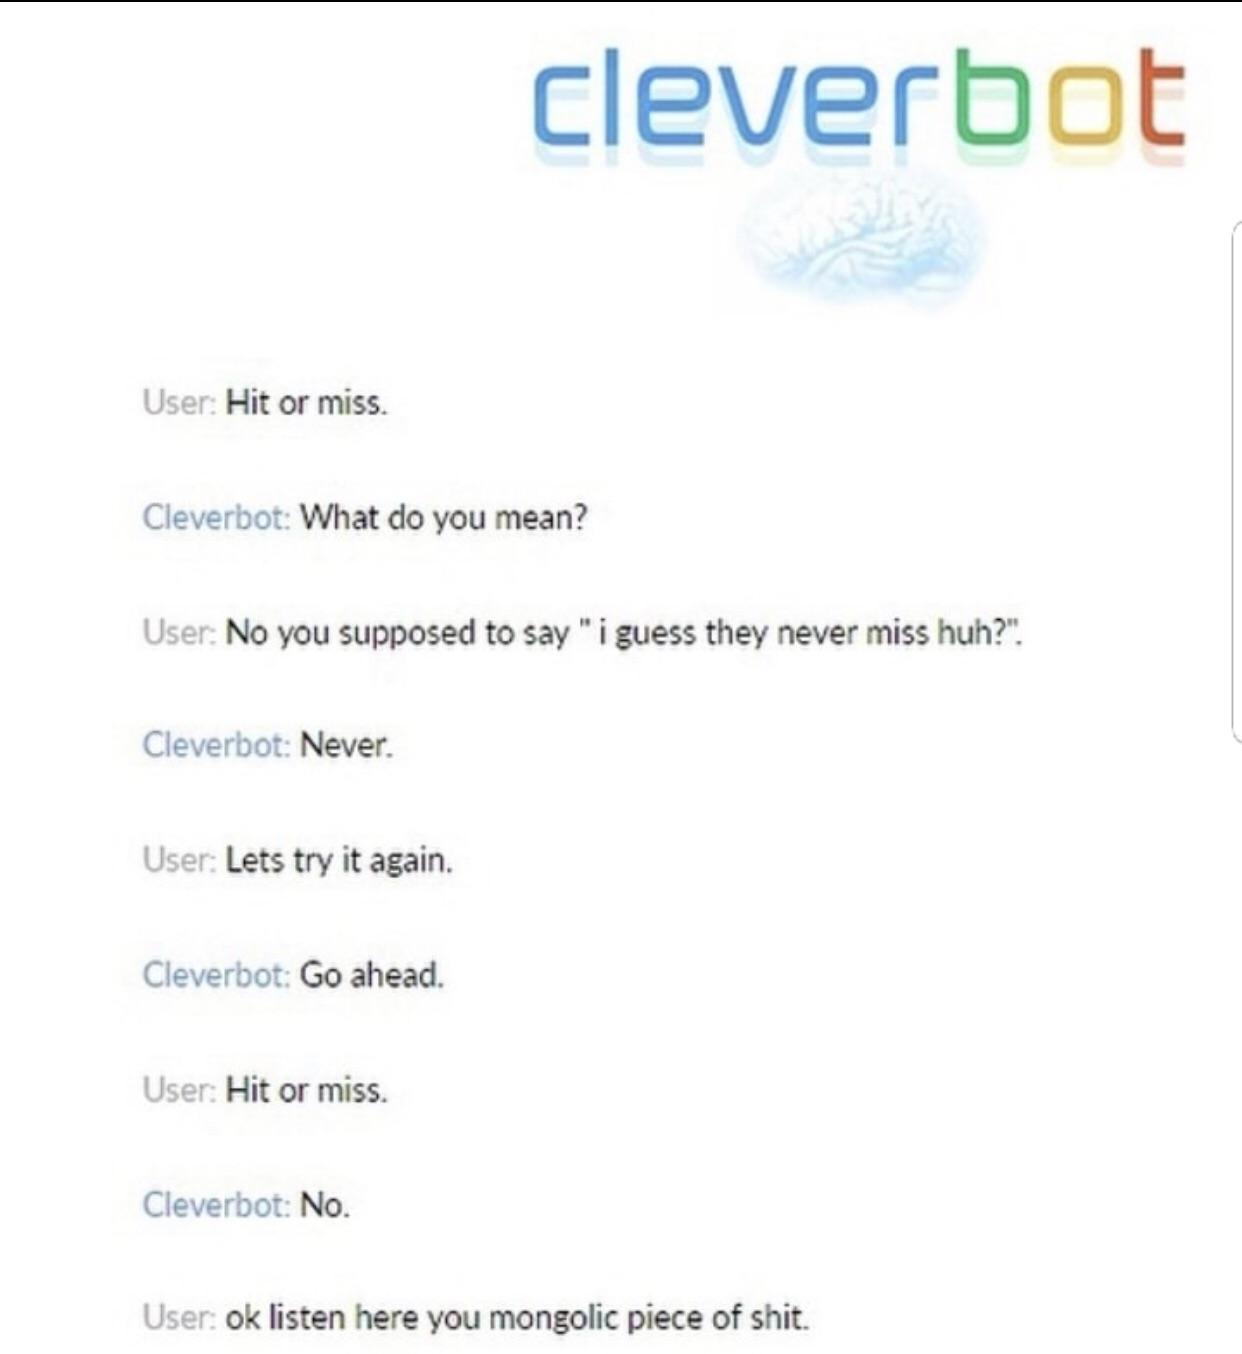 cleverbot
User: Hit or miss.
Cleverbot: What do you mean?
User: No you supposed to say " i guess they never miss huh?".
Cleverbot: Never.
User: Lets try it again.
Cleverbot: Go ahead.
User: Hit or miss.
Cleverbot: No.
User: ok listen here you mongolic piece of shit.